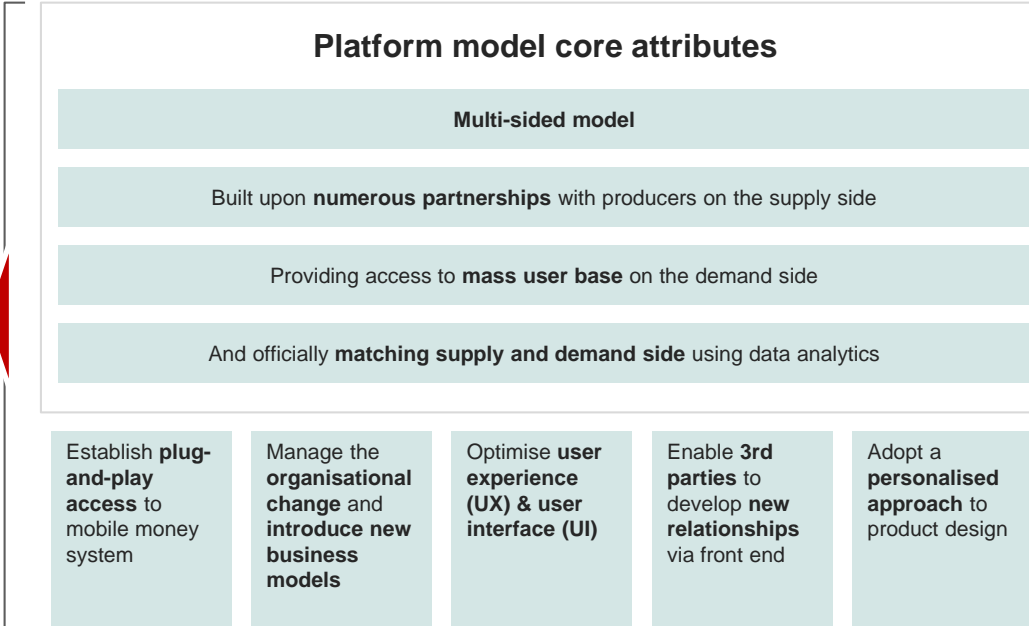 Platform model core attributes
Multi-sided model
Built upon numerous partnerships with producers on the supply side
Providing access to mass user base on the demand side
And officially matching supply and demand side using data analytics
Establish plug-
and-play
access to
mobile money
system
Manage the
organisational
change and
introduce new
business
models
Optimise user
experience
(UX) & user
interface (UI)
Enable 3rd
parties to
develop new
relationships
via front end
Adopt a
personalised
approach to
product design